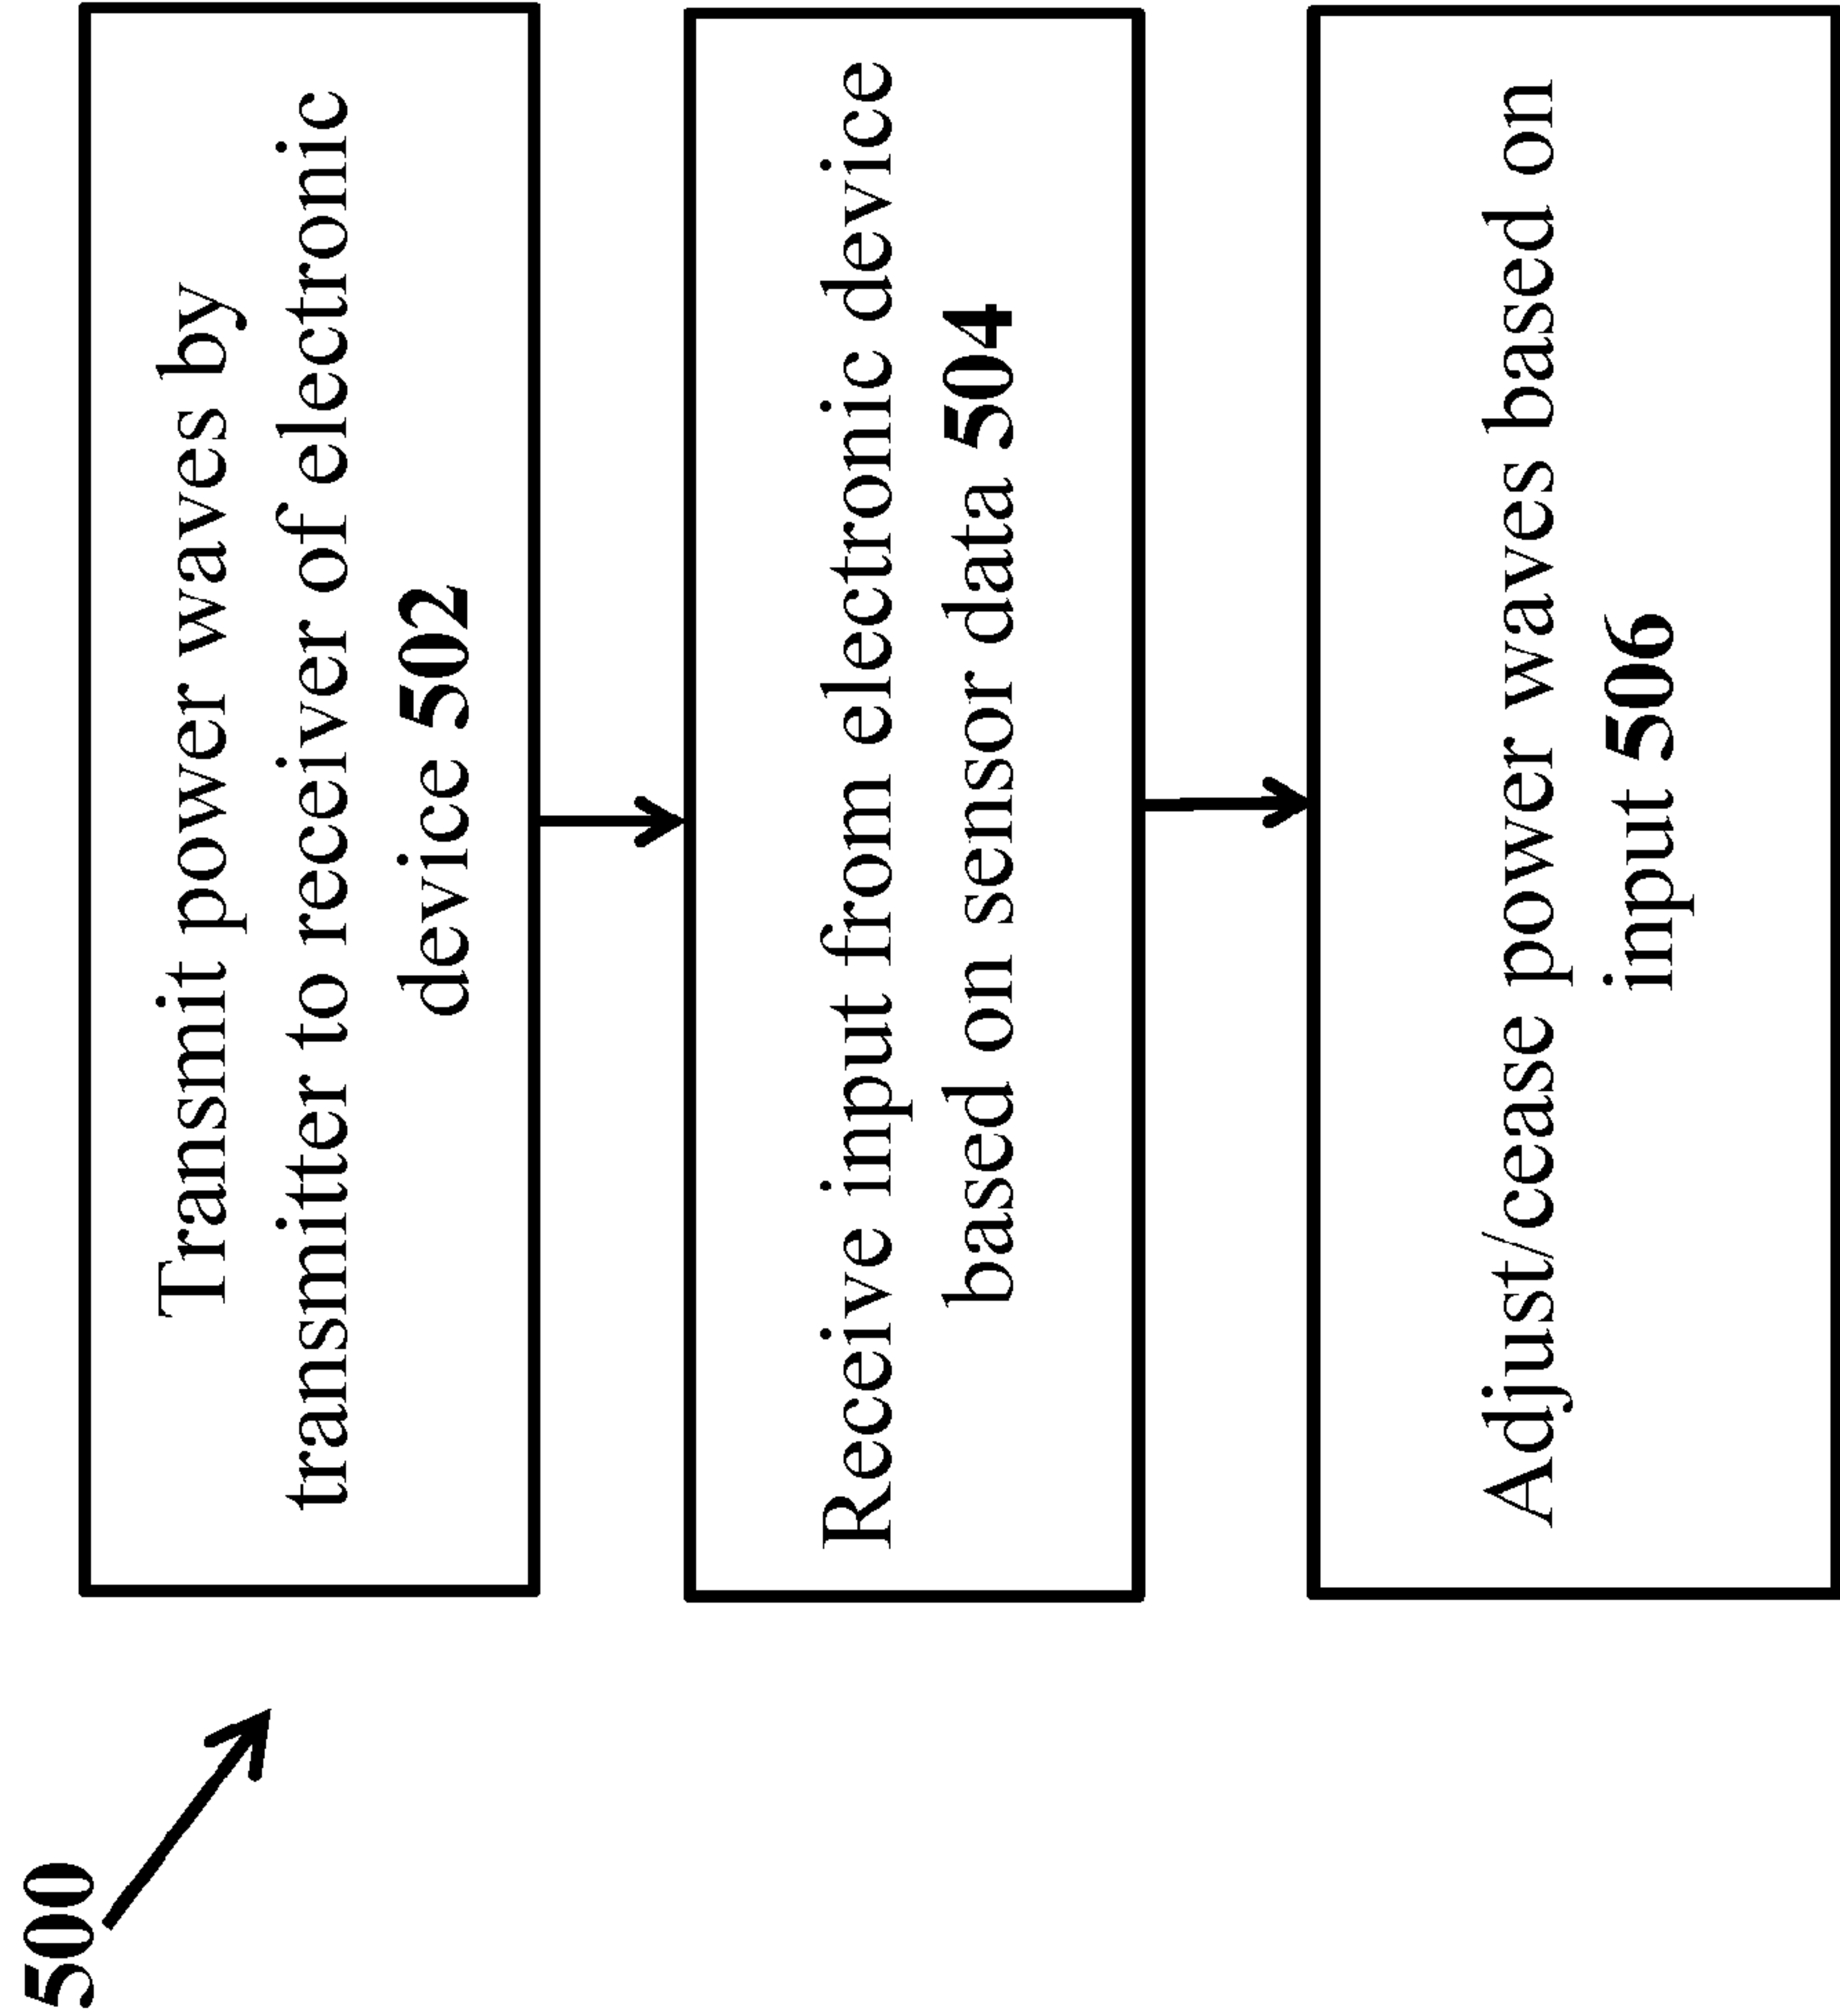 500
Transmit power waves by
transmitter to receiver of electronic
device 502
Receive input from electronic device
based on sensor data 504
Adjust/cease power waves based on
input 506